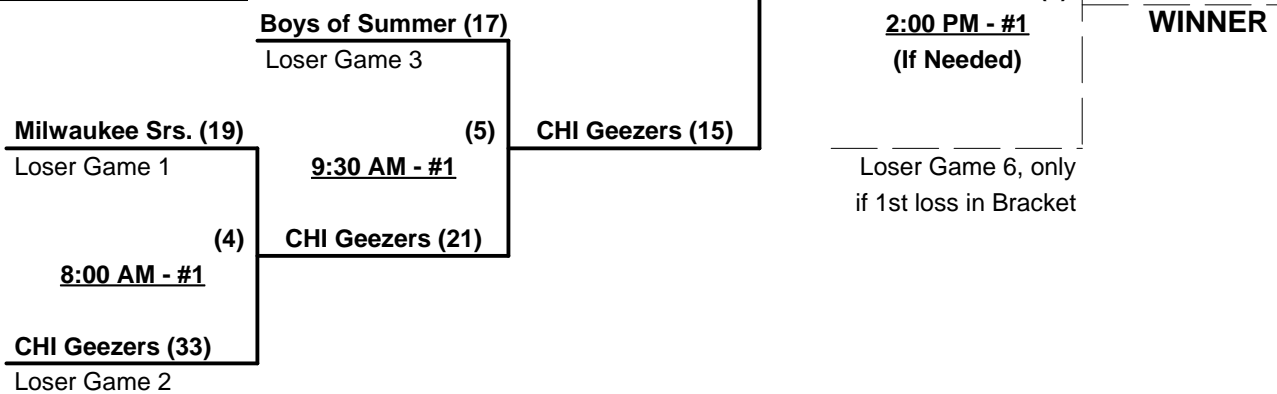 WINNER
Boys of Summer (17)
2:00 PM - #1
Loser Game 3
(If Needed)
Milwaukee Srs. (19)
(5)
CHI Geezers (15)
Loser Game 1
9:30 AM - #1
Loser Game 6, only
if 1st loss in Bracket
(4)
CHI Geezers (21)
8:00 AM - #1
CHI Geezers (33)
Loser Game 2